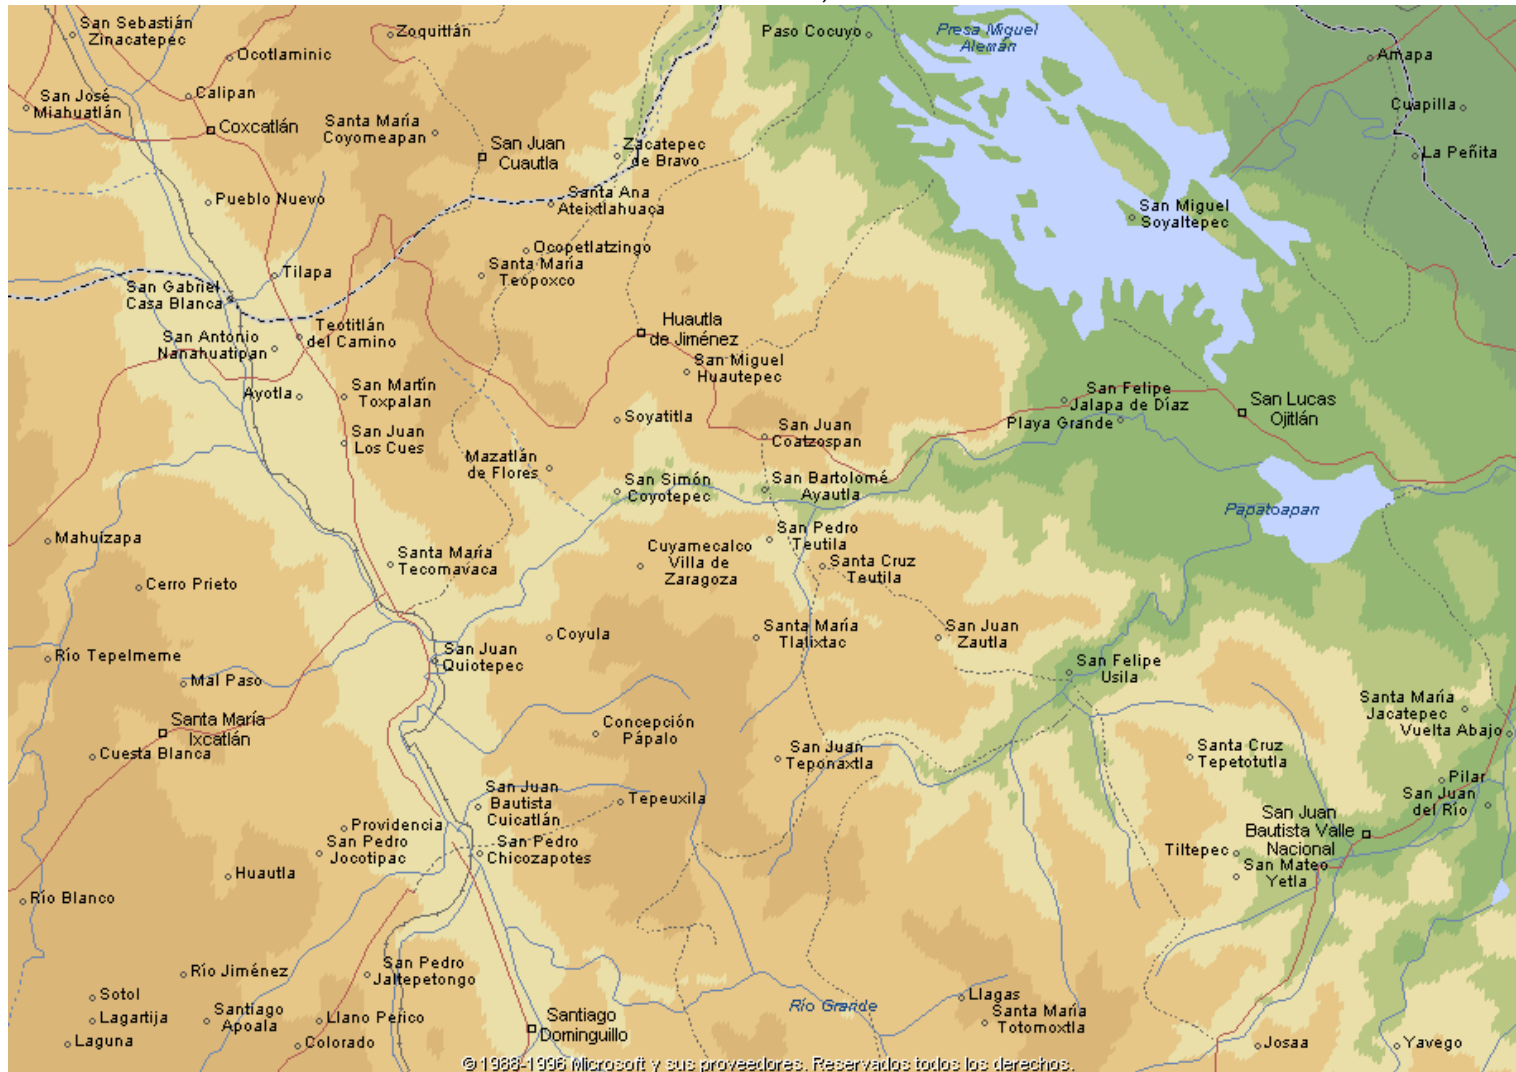 San Sebastián
Zinacatepec
Zoquitlán
Paso Cocuyo
Presa Miguel
Alemán
Ocotlaminic
Amapa
San José
Miahuatlán
Calipan
Cuapilla
Coxcatlán
Santa María
Coyomeapan
San Juan
Cuautla
Zacatepec
de Bravo
La Peñita
Pueblo Nuevo
Santa Ana
Ateixtlahuaca
San Miguel
Soyaltepec
Ocopetlatzingo
Tilapa
Santa María
Teopoxco
San Gabriel
Casa Blanca
San Antonio
Nanahuatipan
Teotitlán
del Camino
Huautla
de Jiménez
San Miguel
Huautepec
Ayotla
San Martín
Toxpalan
San Felipe
Jalapa de Díaz
San Lucas
Ojitlán
Playa Grande
Soyatitla
San Juan
Coatzospan
San Juan
Los Cues
Mazatlán
de Flores
San Simón
Coyotepec
San Bartolomé
Ayautla
Papatoapan
Mahuizapa
San Pedro
Teutila
Cuyamecalco
Villa de
Zaragoza
Santa María
Tecomavaca
Santa Cruz
Teutila
Cerro Prieto
Santa María
Tlalixtac
San Juan
Zautla
Coyula
San Juan
Quiotepec
Río Tepelmeme
San Felipe
Usila
Mal Paso
Santa María
Jacatepec
Vuelta Abajo
Santa María
Ixcatlán
Concepción
Pápalo
Cuesta Blanca
San Juan
Teponaxtla
Santa Cruz
Tepetotutla
Pilar
San Juan
del Río
San Juan
Bautista
Cuicatlán
Tepeuxila
San Juan
Bautista Valle
Nacional
Providencia
San Pedro
Jocotipac
San Pedro
Chicozapotes
Tiltepec
San Mateo
Yetla
Huautla
Río Blanco
Río Jiménez
San Pedro
Jaltepetongo
Sotol
Lagartija
Santiago
Apoala
Llano Perico
Laguna
Colorado
Santiago
Dominguillo
Río Grande
Llagas
Santa María
Totomoxtla
Josaa
Yavego
© 1988-1996 Microsoft y sus proveedores. Reservados todos los derechos.